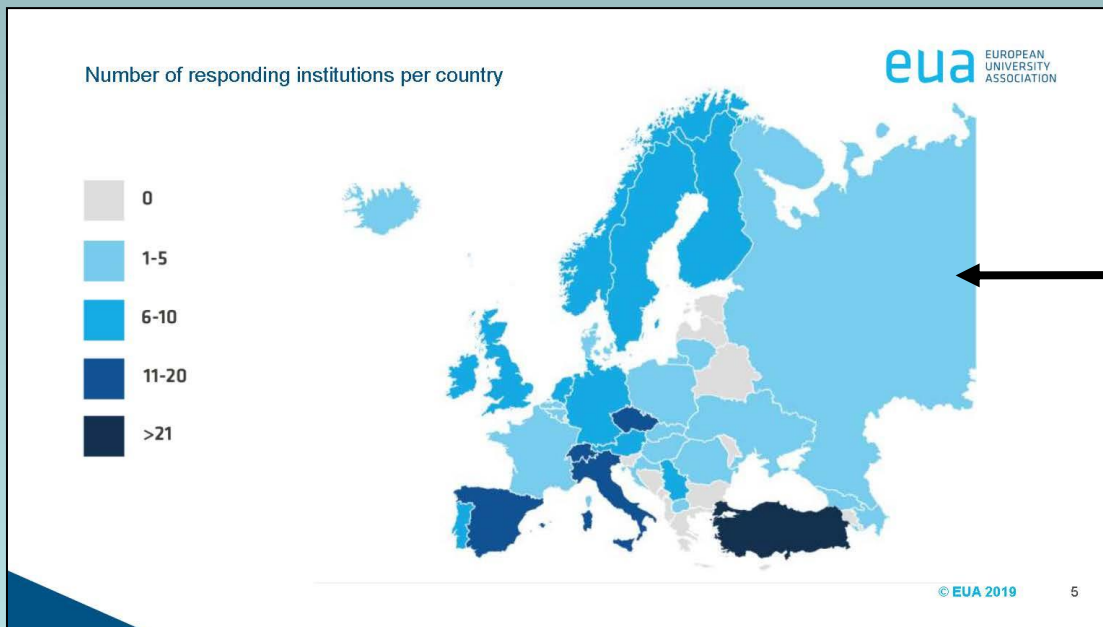 Number of responding institutions per country
eua
EUROPEAN
UNIVERSITY
ASSOCIATION
0
1-5
6-10
11-20
>21
© EUA 2019
5